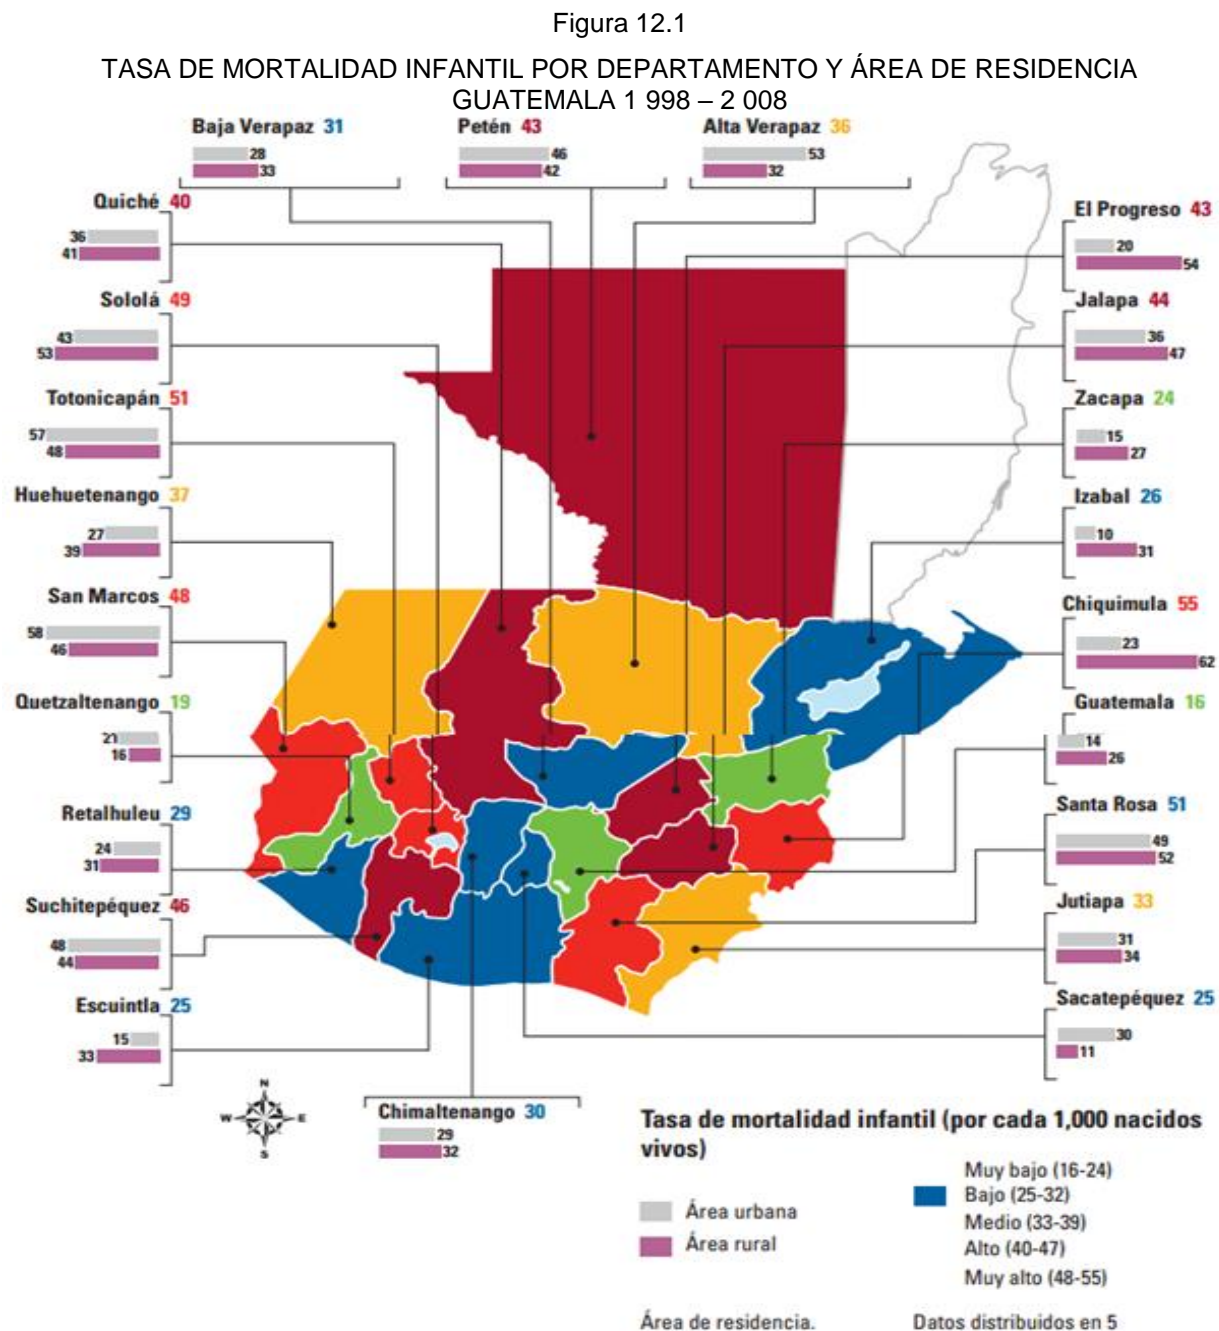 Figura 12.1
TASA DE MORTALIDAD INFANTIL POR DEPARTAMENTO Y ÁREA DE RESIDENCIA
GUATEMALA 1 998 – 2 008
Baja Verapaz 31
28
33
Petén 43
46
42
Alta Verapaz 36
53
32
Quiché 40
36
41
Sololá 49
43
53
Totonicapán 51
57
48
Huehuetenango 37
27
39
San Marcos 48
58
46
Quetzaltenango 19
16
Retalhuleu 29
24
31
Suchitepéquez 46
48
44
Escuintla 25
15
33
Chimaltenango 30
29
32
El Progreso 43
20
54
Jalapa 44
36
47
Zacapa 24
15
27
Izabal 26
10
31
Chiquimula 55
23
62
Guatemala 16
14
26
Santa Rosa 51
49
52
Jutiapa 33
31
34
Sacatepéquez 25
30
11
N
W E
S
Tasa de mortalidad infantil (por cada 1,000 nacidos
vivos)
Área urbana
Área rural
Muy bajo (16-24)
Bajo (25-32)
Medio (33-39)
Alto (40-47)
Muy alto (48-55)
Área de residencia.
Datos distribuidos en 5